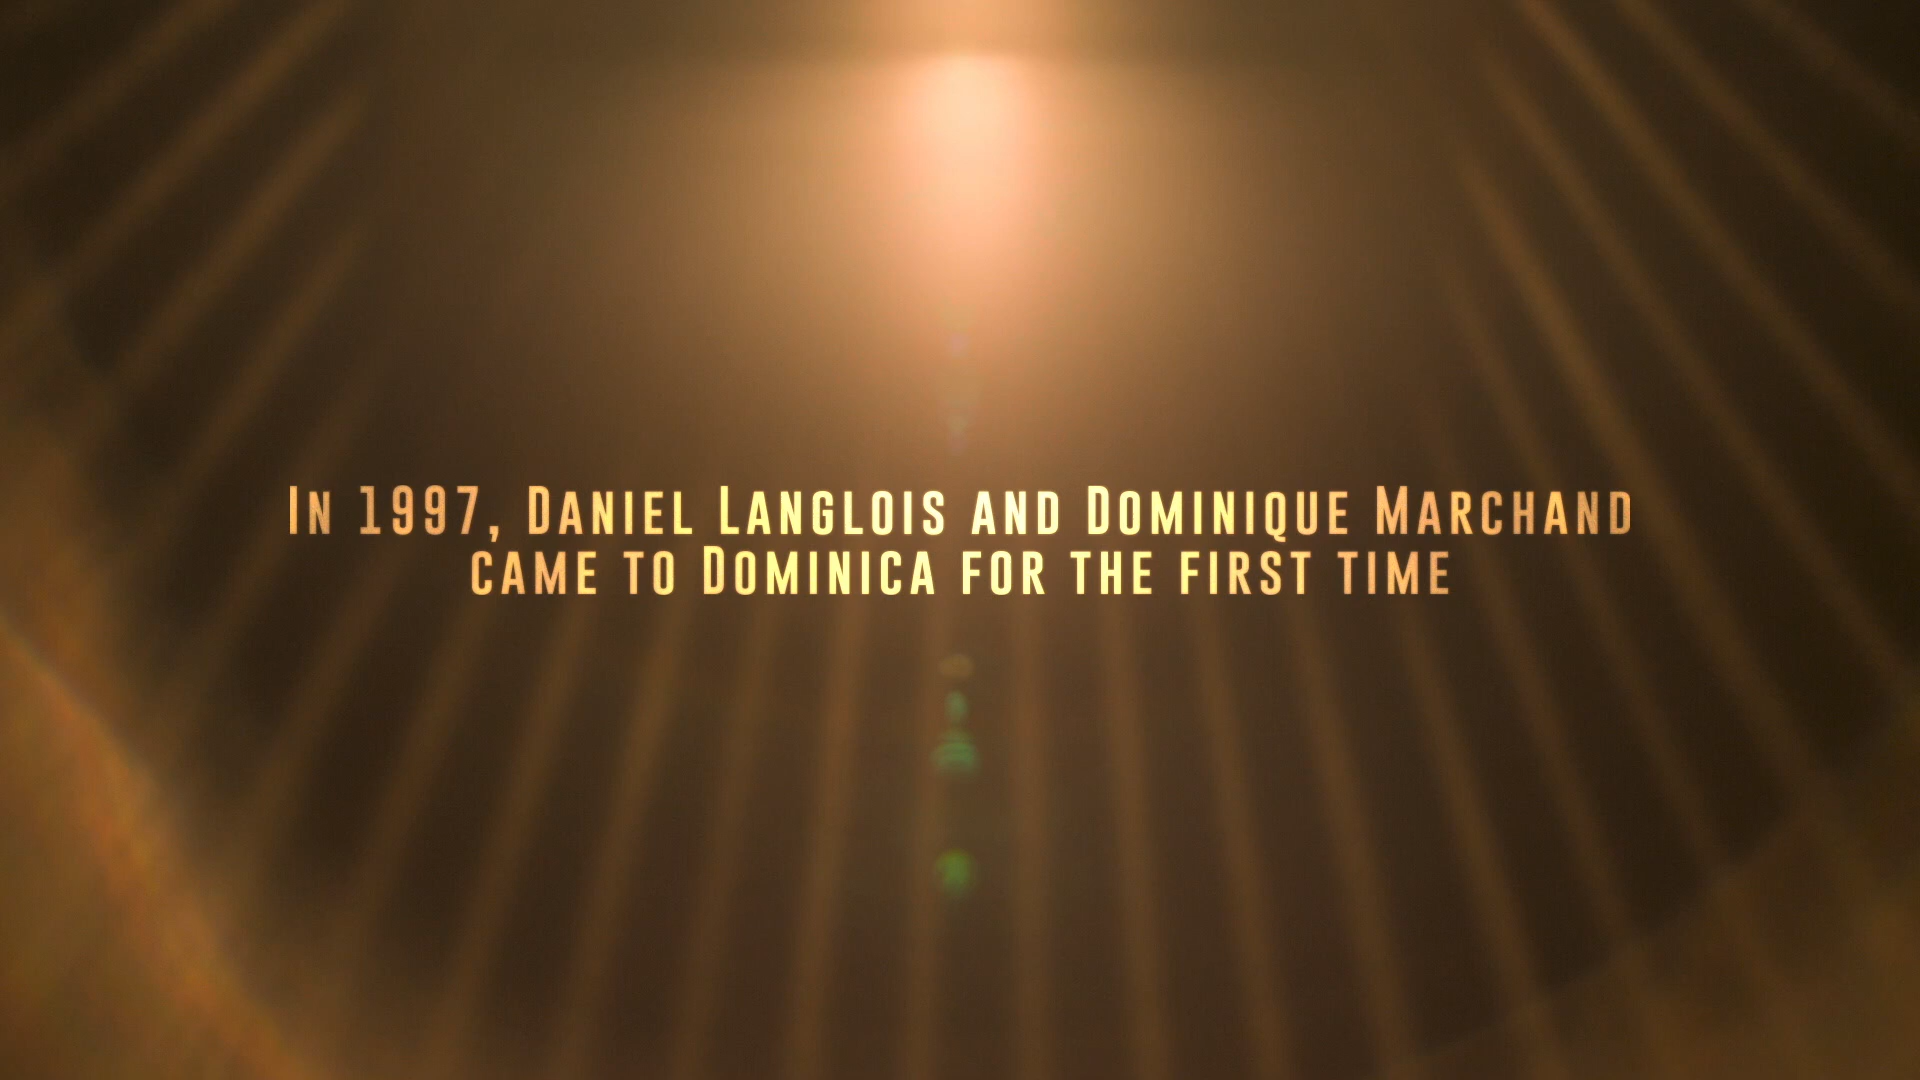 In 1997, Daniel Langlois and Dominique Marchand
came to Dominica for the first time